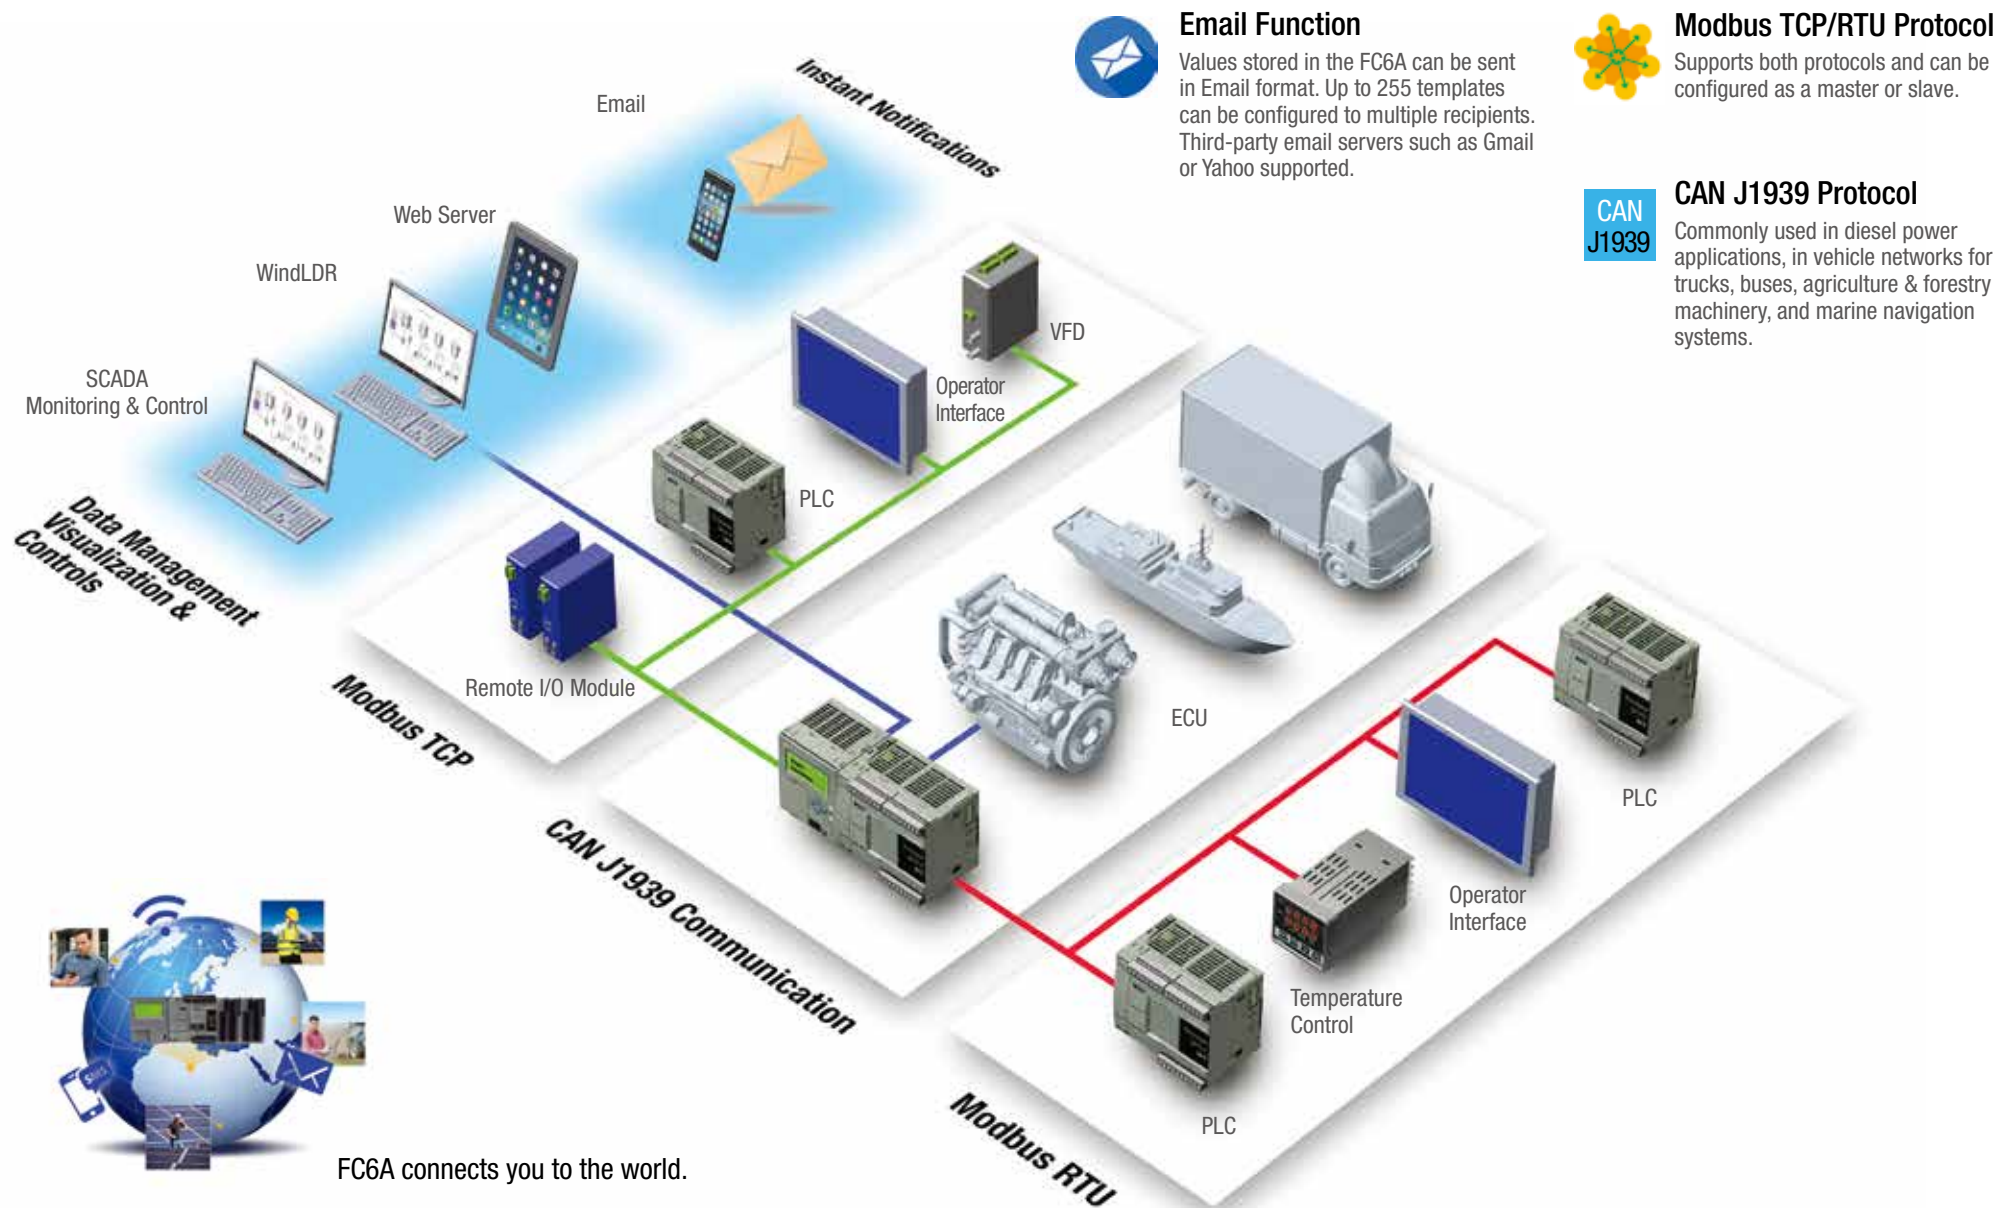 Email Function
Values stored in the FC6A can be sent
in Email format. Up to 255 templates
can be configured to multiple recipients.
Third-party email servers such as Gmail
or Yahoo supported.
Modbus TCP/RTU Protocol
Supports both protocols and can be
configured as a master or slave.
CAN
J1939
CAN J1939 Protocol
Commonly used in diesel power
applications, in vehicle networks for
trucks, buses, agriculture & forestry
machinery, and marine navigation
systems.
Instant Notifications
Email
Web Server
WindLDR
SCADA
Monitoring & Control
Data Management
Visualization &
Controls
VFD
Operator
Interface
PLC
Remote I/O Module
Modbus TCP
ECU
CAN J1939 Communication
PLC
Operator
Interface
Temperature
Control
PLC
Modbus RTU
SMS
FC6A connects you to the world.